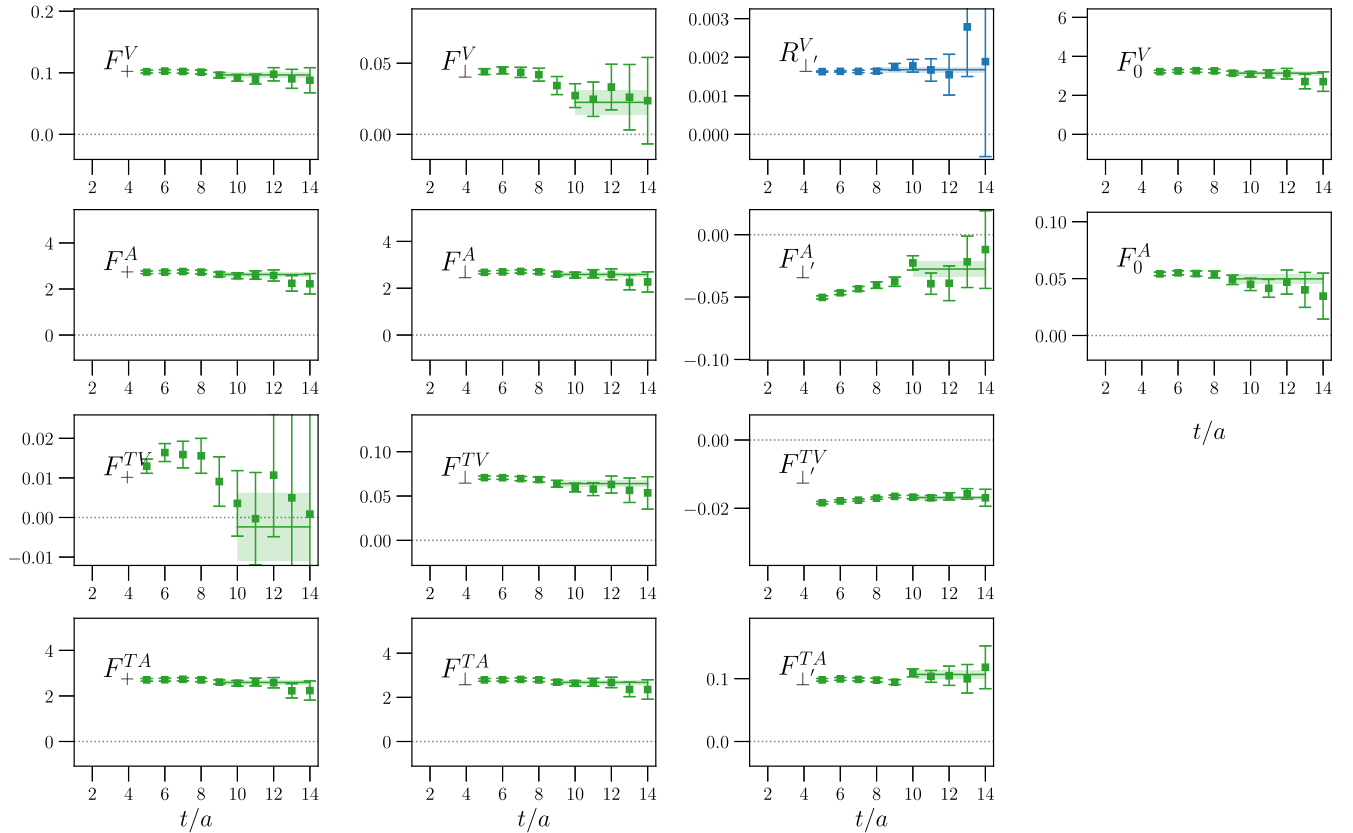 0.2
0.1
0.0
F_+^V
2 4 6 8 10 12 14
0.05
0.00
F_⊥^V
2 4 6 8 10 12 14
0.003
0.002
0.001
0.000
R_⊥′^V
2 4 6 8 10 12 14
6
4
2
0
F_0^V
2 4 6 8 10 12 14
4
2
0
F_+^A
2 4 6 8 10 12 14
4
2
0
F_⊥^A
2 4 6 8 10 12 14
0.00
−0.05
−0.10
F_⊥′^A
2 4 6 8 10 12 14
0.10
0.05
0.00
F_0^A
2 4 6 8 10 12 14
t/a
0.02
0.01
0.00
−0.01
F_+^TV
2 4 6 8 10 12 14
0.10
0.05
0.00
F_⊥^TV
2 4 6 8 10 12 14
0.00
−0.02
F_⊥′^TV
2 4 6 8 10 12 14
4
2
0
F_+^TA
2 4 6 8 10 12 14
t/a
4
2
0
F_⊥^TA
2 4 6 8 10 12 14
t/a
0.1
0.0
F_⊥′^TA
2 4 6 8 10 12 14
t/a